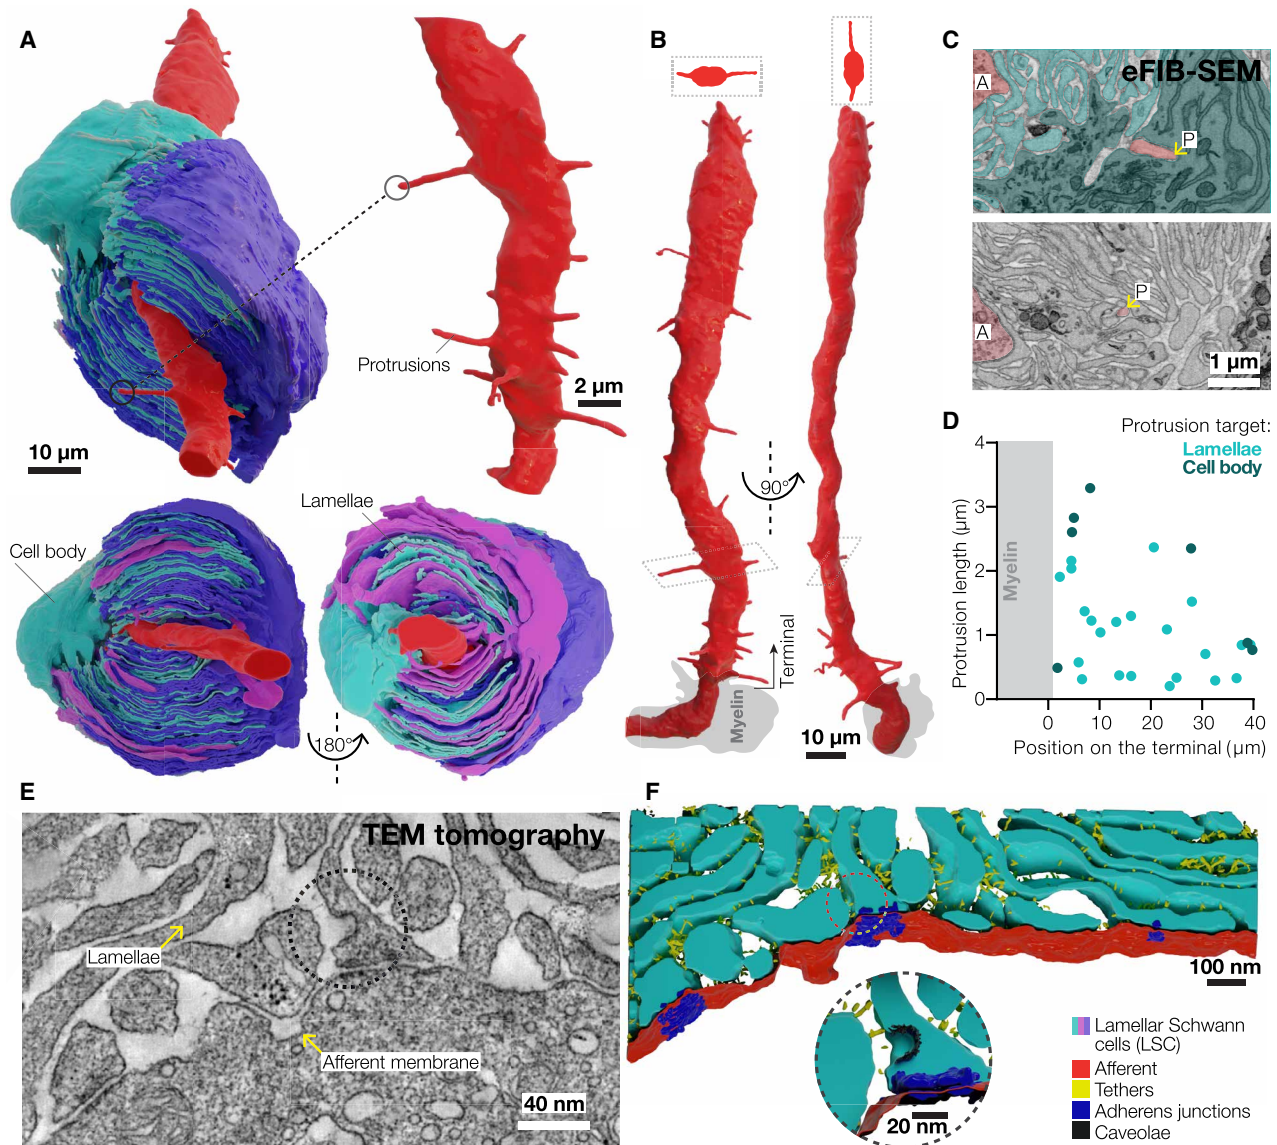 A
Protrusions
2 µm
10 µm
Cell body
Lamellae
180°
B
90°
Terminal
Myelin
10 µm
C
eFIB-SEM
A
P
A
P
1 µm
D
Protrusion target:
Lamellae
Cell body
Protrusion length (µm)
4
3
2
1
0
Myelin
0 10 20 30 40
Position on the terminal (µm)
E
TEM tomography
Lamellae
Afferent membrane
40 nm
F
100 nm
20 nm
Lamellar Schwann
cells (LSC)
Afferent
Tethers
Adherens junctions
Caveolae